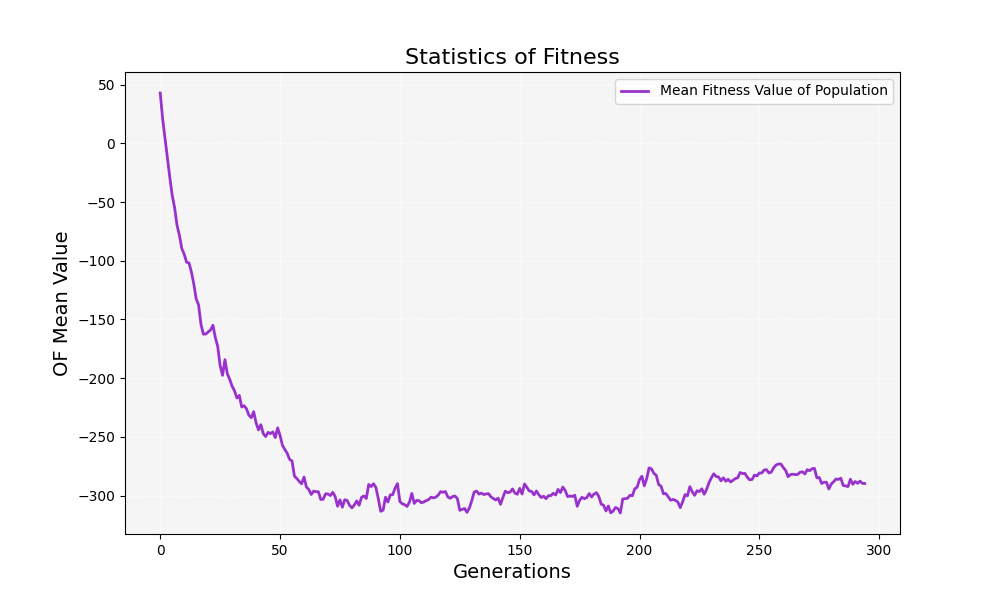 Statistics of Fitness
Mean Fitness Value of Population
50
0
−50
−100
−150
−200
−250
−300
OF Mean Value
0 50 100 150 200 250 300
Generations